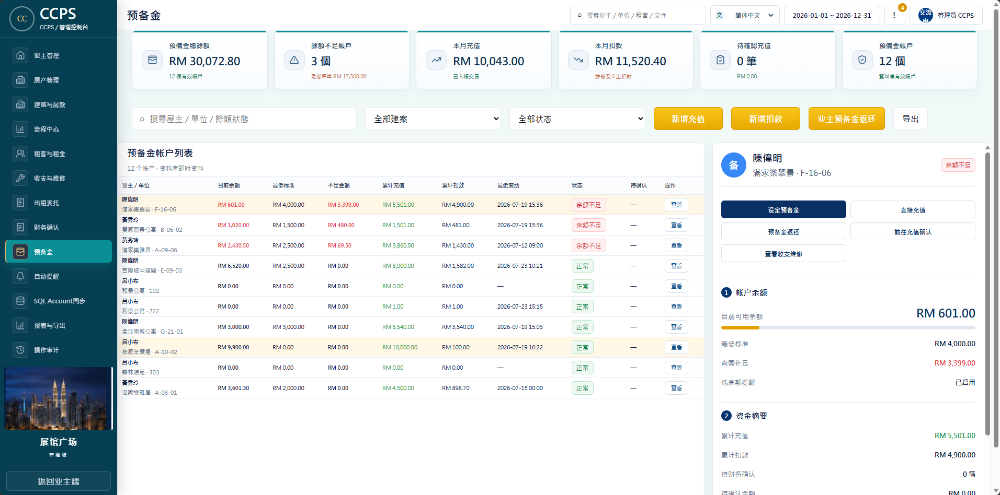 CC
CCPS
CCPS / 管理控制台
业主管理
房产管理
建筑与房款
流程中心
租客与租金
收支与维修
出租委托
财务确认
预备金
自动提醒
SQL Account同步
报表与导出
操作审计
展馆广场
吉隆坡
返回业主端
预备金
搜索业主 / 单位 / 租客 / 文件
文 简体中文
2026-01-01 ~ 2026-12-31
! 4
交流电
管理员 CCPS
預備金總餘額
RM 30,072.80
12 個有效帳戶
餘額不足帳戶
3 個
最低標準 RM 17,500.00
本月充值
RM 10,043.00
已入帳交易
本月扣款
RM 11,520.40
維修及支出扣款
待確認充值
0 筆
RM 0.00
預備金帳戶
12 個
資料庫有效帳戶
搜尋屋主 / 單位 / 餘額狀態
全部建案
全部状态
新增充值
新增扣款
业主预备金返还
导出
预备金帐户列表
12 个帐户 · 资料库即时资料
业主 / 单位 目前余额 最低标准 不足金额 累计充值 累计扣款 最近变动 状态 待确认 操作
陳偉明
滿家樂翠景 · F-16-06
RM 601.00 RM 4,000.00 RM 3,399.00 RM 5,501.00 RM 4,900.00 2026-07-19 15:36 余额不足 — 查看
黃秀玲
雙威麗景公寓 · B-06-02
RM 1,020.00 RM 1,500.00 RM 480.00 RM 1,501.00 RM 481.00 2026-07-19 15:36 余额不足 — 查看
黃秀玲
滿家樂雅居 · A-09-06
RM 2,430.50 RM 2,500.00 RM 69.50 RM 3,860.50 RM 1,430.00 2026-07-12 09:00 余额不足 — 查看
陳偉明
吉隆坡中環閣 · E-09-03
RM 6,520.00 RM 2,500.00 RM 0.00 RM 8,000.00 RM 1,582.00 2026-07-23 10:21 正常 — 查看
呂小布
和景公寓 · 102
RM 0.00 RM 0.00 RM 0.00 RM 0.00 RM 0.00 — 正常 — 查看
呂小布
和景公寓 · 222
RM 0.00 RM 0.00 RM 0.00 RM 1.00 RM 1.00 2026-07-23 15:15 正常 — 查看
陳偉明
孟沙南城公寓 · G-21-01
RM 3,000.00 RM 3,000.00 RM 0.00 RM 6,540.00 RM 3,540.00 2026-07-19 15:03 正常 — 查看
呂小布
柏威年廣場 · A-10-02
RM 9,900.00 RM 0.00 RM 0.00 RM 10,000.00 RM 100.00 2026-07-19 16:22 正常 — 查看
呂小布
森林雅苑 · 303
RM 0.00 RM 0.00 RM 0.00 RM 0.00 RM 0.00 — 正常 — 查看
黃秀玲
滿家樂雅居 · A-03-01
RM 3,601.30 RM 2,000.00 RM 0.00 RM 4,500.00 RM 898.70 2026-07-15 00:00 正常 — 查看
备
陳偉明
滿家樂翠景 · F-16-06
余额不足
设定预备金
直接充值
预备金返还
前往充值确认
查看收支维修
1 帐户余额
目前可用余额 RM 601.00
最低标准 RM 4,000.00
尚需补足 RM 3,399.00
低余额提醒 已启用
2 资金摘要
累计充值 RM 5,501.00
累计扣款 RM 4,900.00
待财务确认 0 笔
待确认金额 RM 0.00